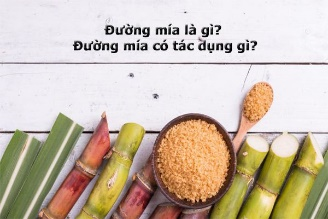 Đường mía là gì?
Đường mía có tác dụng gì?